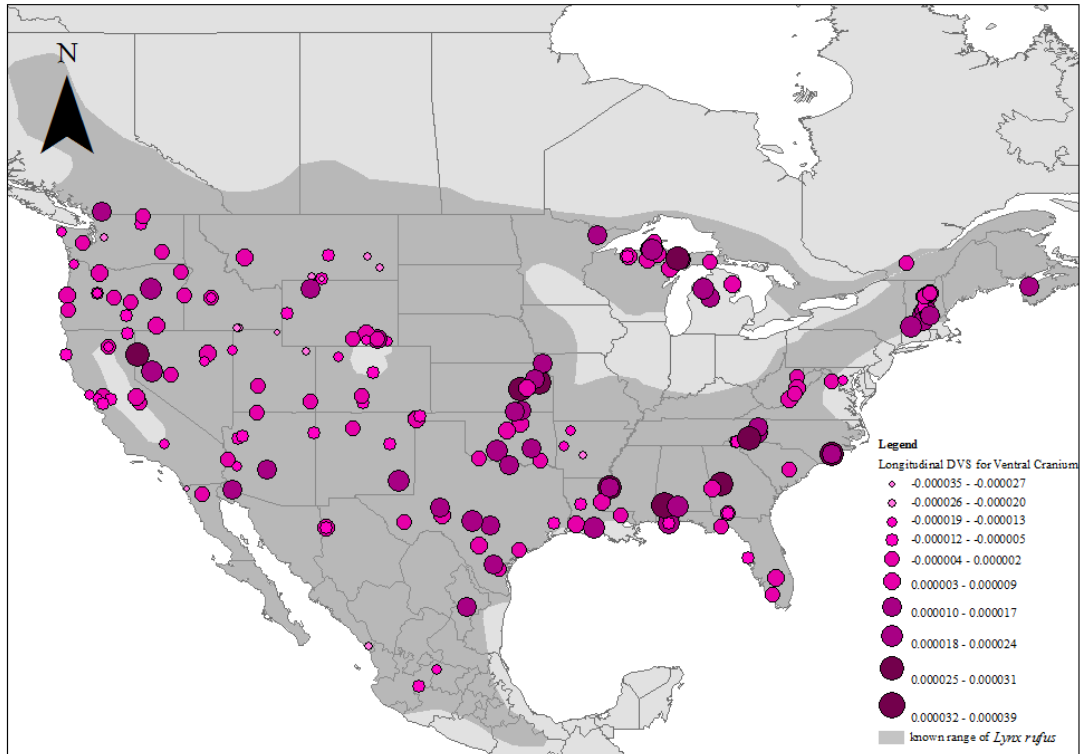 N
Legend
Longitudinal DVS for Ventral Cranium
-0.000035 - -0.000027
-0.000026 - -0.000020
-0.000019 - -0.000013
-0.000012 - -0.000005
-0.000004 - 0.000002
0.000003 - 0.000009
0.000010 - 0.000017
0.000018 - 0.000024
0.000025 - 0.000031
0.000032 - 0.000039
known range of Lynx rufus